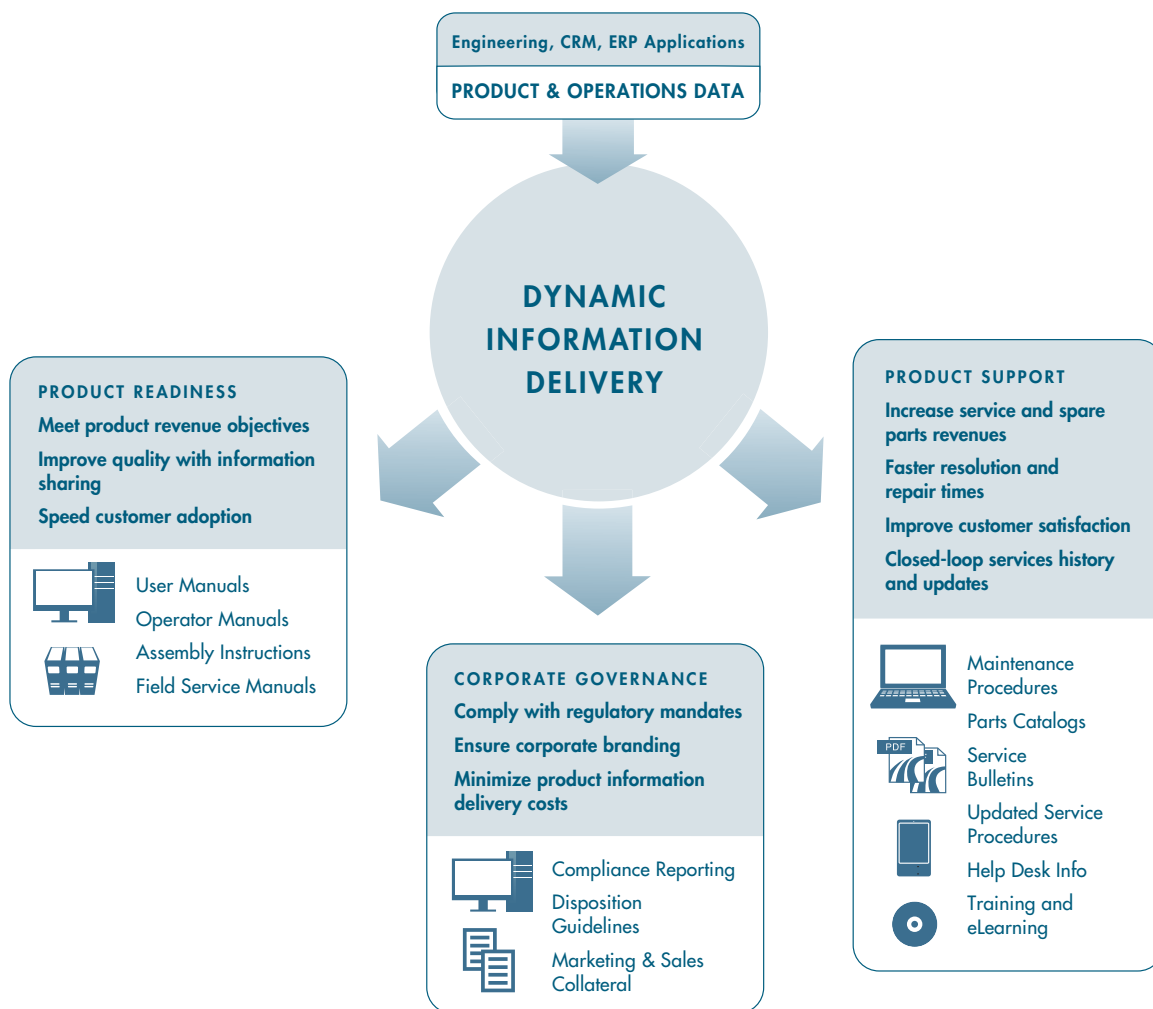 Engineering, CRM, ERP Applications
PRODUCT & OPERATIONS DATA
DYNAMIC
INFORMATION
DELIVERY
PRODUCT READINESS
Meet product revenue objectives
Improve quality with information
sharing
Speed customer adoption
User Manuals
Operator Manuals
Assembly Instructions
Field Service Manuals
CORPORATE GOVERNANCE
Comply with regulatory mandates
Ensure corporate branding
Minimize product information
delivery costs
Compliance Reporting
Disposition
Guidelines
Marketing & Sales
Collateral
PRODUCT SUPPORT
Increase service and spare
parts revenues
Faster resolution and
repair times
Improve customer satisfaction
Closed-loop services history
and updates
Maintenance
Procedures
Parts Catalogs
PDF
Service
Bulletins
Updated Service
Procedures
Help Desk Info
Training and
eLearning